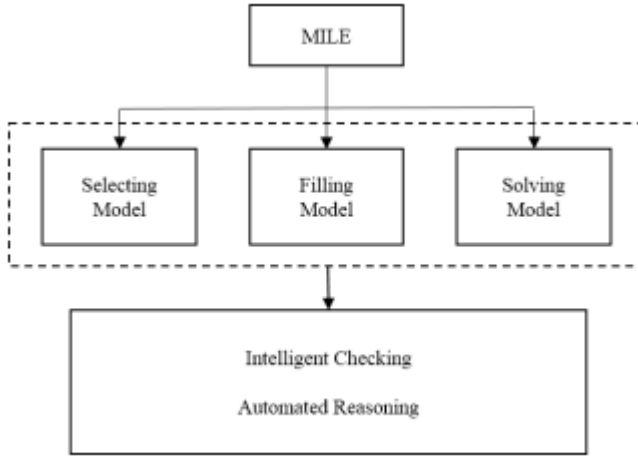 MILE
Selecting
Model
Filling
Model
Solving
Model
Intelligent Checking
Automated Reasoning